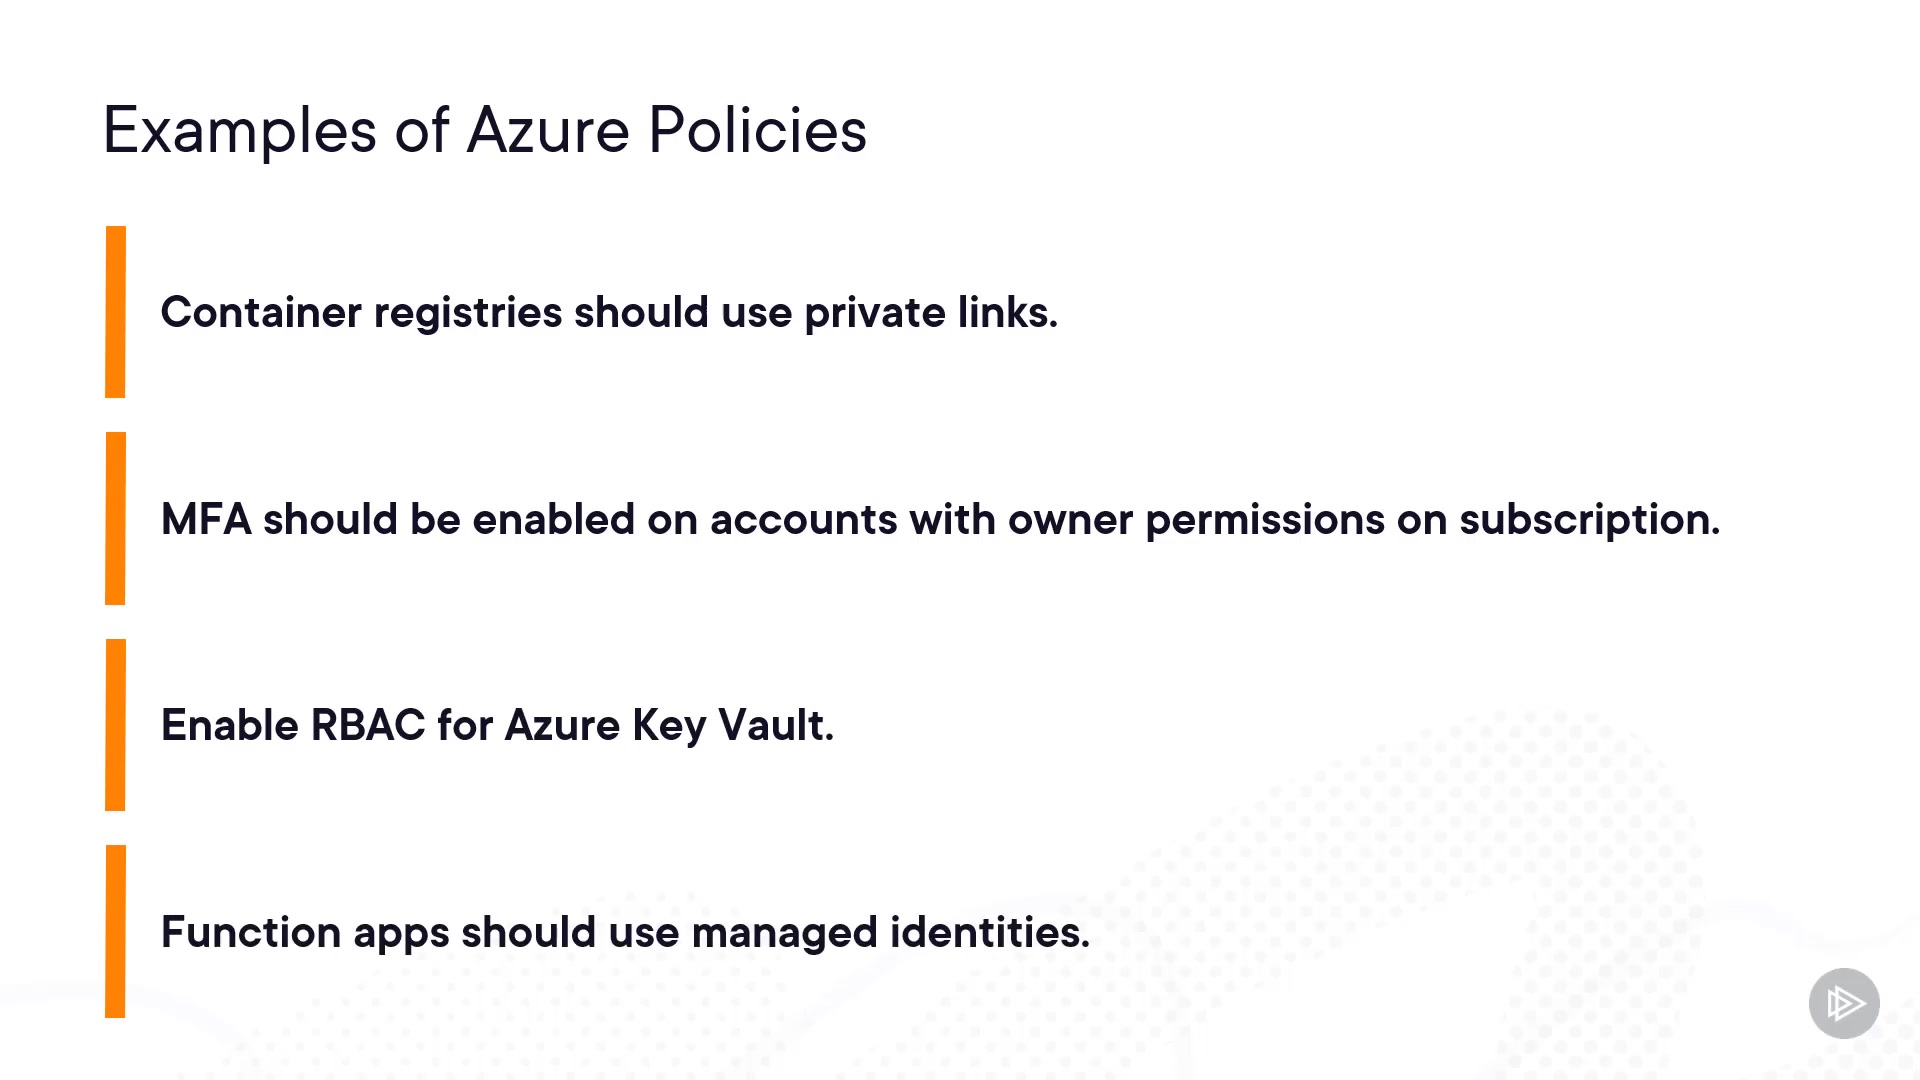 Examples of Azure Policies
Container registries should use private links.
MFA should be enabled on accounts with owner permissions on subscription.
Enable RBAC for Azure Key Vault.
Function apps should use managed identities.